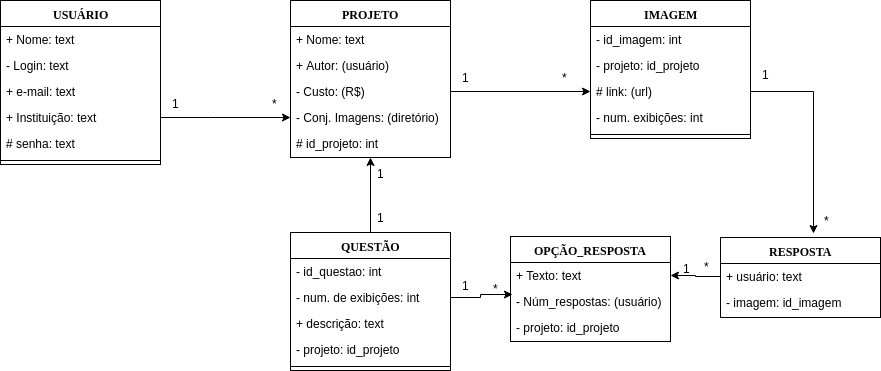 USUÁRIO
+ Nome: text
- Login: text
+ e-mail: text
+ Instituição: text
# senha: text
1
*
PROJETO
+ Nome: text
+ Autor: (usuário)
- Custo: (R$)
- Conj. Imagens: (diretório)
# id_projeto: int
1
*
IMAGEM
- id_imagem: int
- projeto: id_projeto
# link: (url)
- num. exibições: int
1
*
1
1
QUESTÃO
- id_questao: int
- num. de exibições: int
+ descrição: text
- projeto: id_projeto
1
*
OPÇÃO_RESPOSTA
+ Texto: text
- Núm_respostas: (usuário)
- projeto: id_projeto
1
*
RESPOSTA
+ usuário: text
- imagem: id_imagem